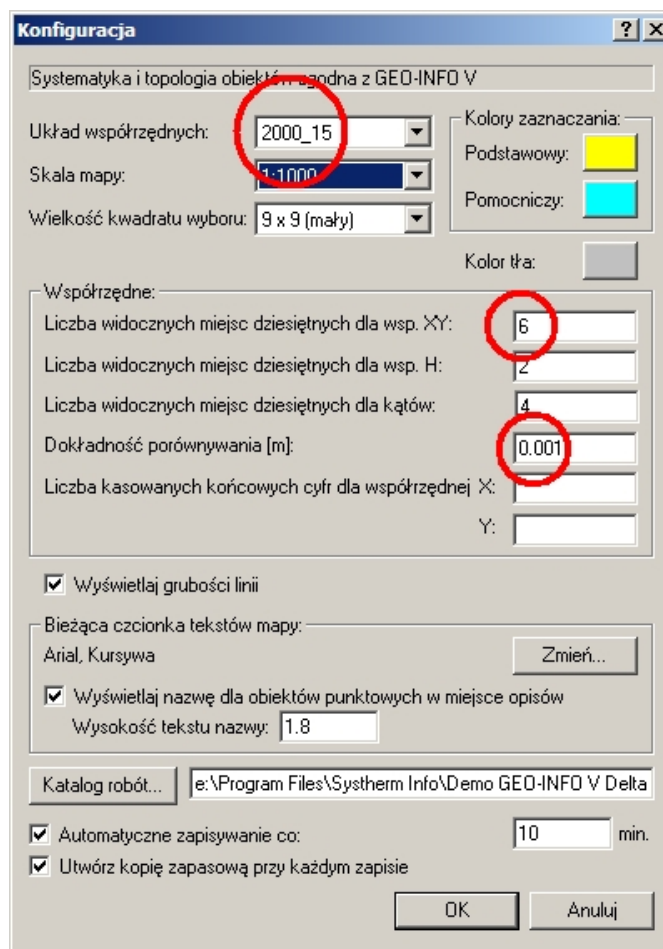 Konfiguracja
Systematyka i topologia obiektów zgodna z GEO-INFO V
Układ współrzędnych: 2000_15
Skala mapy: 1:1000
Wielkość kwadratu wyboru: 9 x 9 (mały)
Kolory zaznaczania:
Podstawowy:
Pomocniczy:
Kolor tła:
Współrzędne:
Liczba widocznych miejsc dziesiętnych dla wsp. XY: 6
Liczba widocznych miejsc dziesiętnych dla wsp. H: 2
Liczba widocznych miejsc dziesiętnych dla kątów: 4
Dokładność porównywania [m]: 0.001
Liczba kasowanych końcowych cyfr dla współrzędnej X:
Y:
Wyświetlaj grubości linii
Bieżąca czcionka tekstów mapy:
Arial, Kursywa Zmień...
Wyświetlaj nazwę dla obiektów punktowych w miejsce opisów
Wysokość tekstu nazwy: 1.8
Katalog robót... e:\Program Files\Systherm Info\Demo GEO-INFO V Delta
Automatyczne zapisywanie co: 10 min.
Utwórz kopię zapasową przy każdym zapisie
OK Anuluj